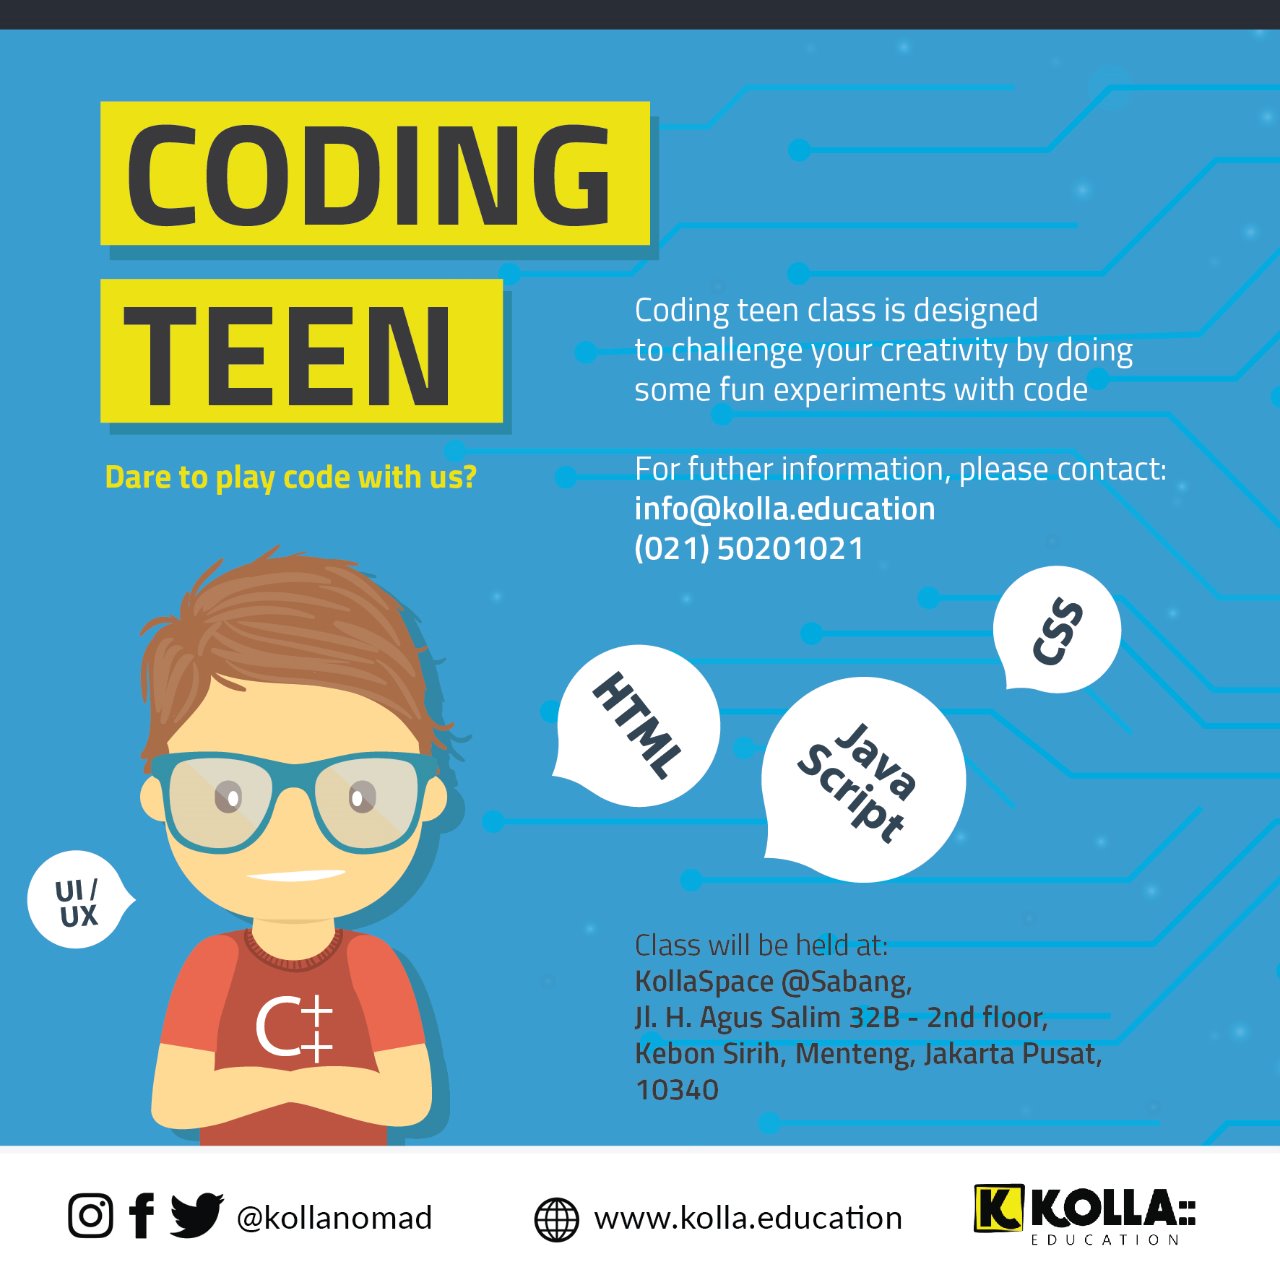 CODING
TEEN
Dare to play code with us?
Coding teen class is designed
to challenge your creativity by doing
some fun experiments with code
For futher information, please contact:
info@kolla.education
(021) 50201021
CSS
HTML
Java
Script
UI /
UX
C++
Class will be held at:
KollaSpace @Sabang,
Jl. H. Agus Salim 32B - 2nd floor,
Kebon Sirih, Menteng, Jakarta Pusat,
10340
@kollanomad
www.kolla.education
K KOLLA::
EDUCATION